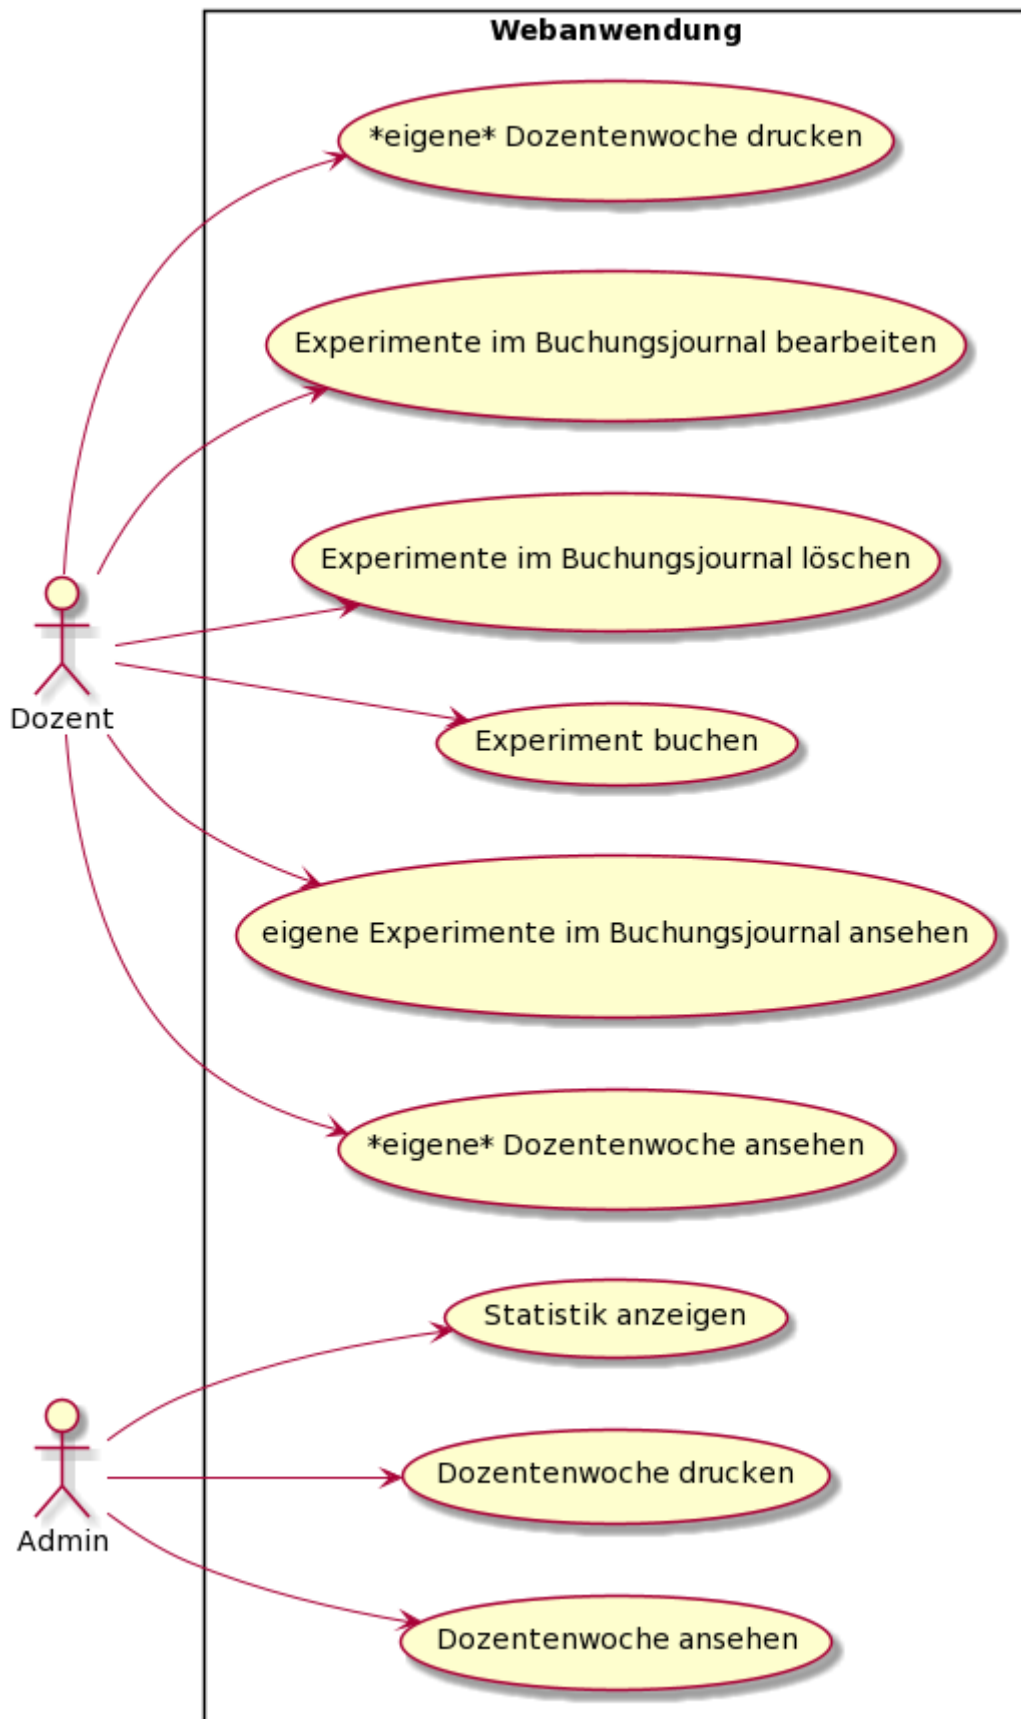 Webanwendung
*eigene* Dozentenwoche drucken
Experimente im Buchungsjournal bearbeiten
Experimente im Buchungsjournal löschen
Dozent
Experiment buchen
eigene Experimente im Buchungsjournal ansehen
*eigene* Dozentenwoche ansehen
Statistik anzeigen
Dozentenwoche drucken
Admin
Dozentenwoche ansehen